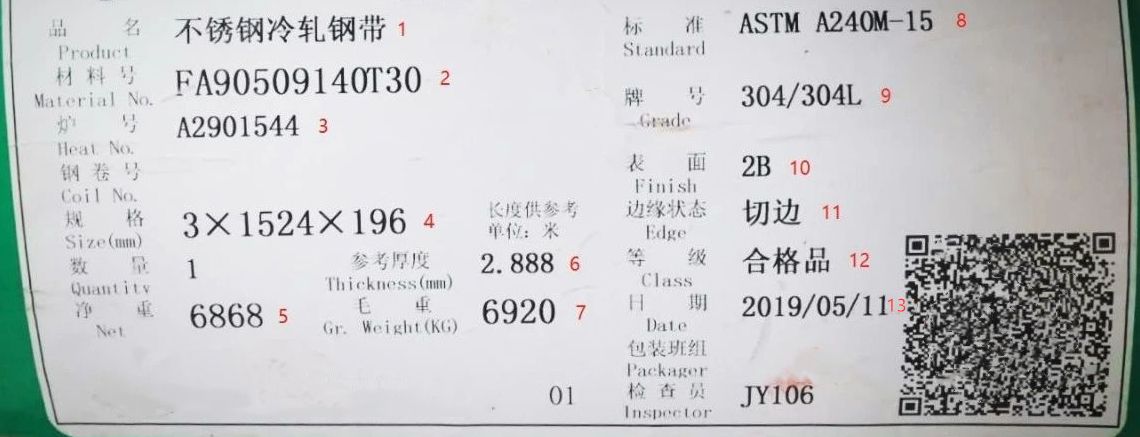 品 名 不锈钢冷轧钢带 1
Product
材 料 号 FA90509140T30 2
Material No.
炉 号 A2901544 3
Heat No.
钢 卷 号
Coil No.
规 格 3×1524×196 4 长度供参考
Size(mm) 单位: 米
数 量 1 参考厚度 2.888 6
Quantity Thickness(mm)
净 重 6868 5 毛 重 6920 7
Net Gr. Weight(KG)
01
标 准 ASTM A240M-15 8
Standard
牌 号 304/304L 9
Grade
表 面 2B 10
Finish
边缘状态 切边 11
Edge
等 级 合格品 12
Class
日 期 2019/05/11 13
Date
包装班组
Packager
检 查 员 JY106
Inspector